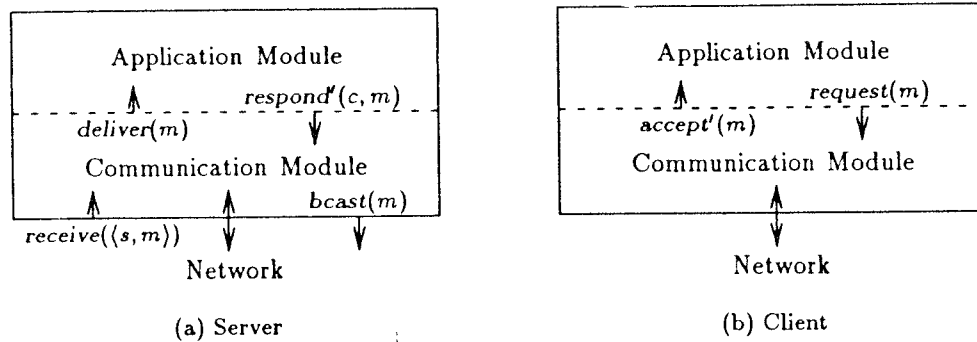 Application Module
respond″(c, m)
deliver(m)
Communication Module
bcast(m)
receive(⟨s, m⟩)
Network
(a) Server
Application Module
request(m)
accept′(m)
Communication Module
Network
(b) Client